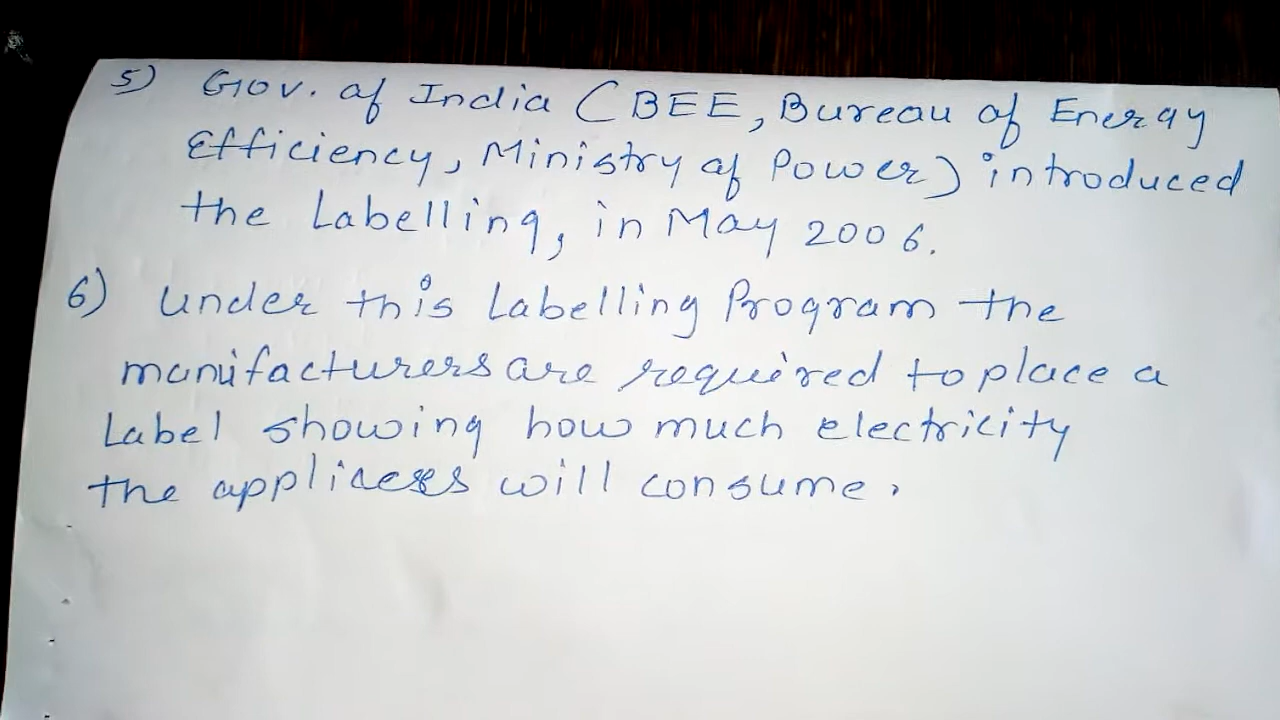 5) Gov. of India (BEE, Bureau of Energy
Efficiency, Ministry of Power) introduced
the Labelling, in May 2006.
6) Under this Labelling Program the
manufacturers are required to place a
Label showing how much electricity
the will consume.